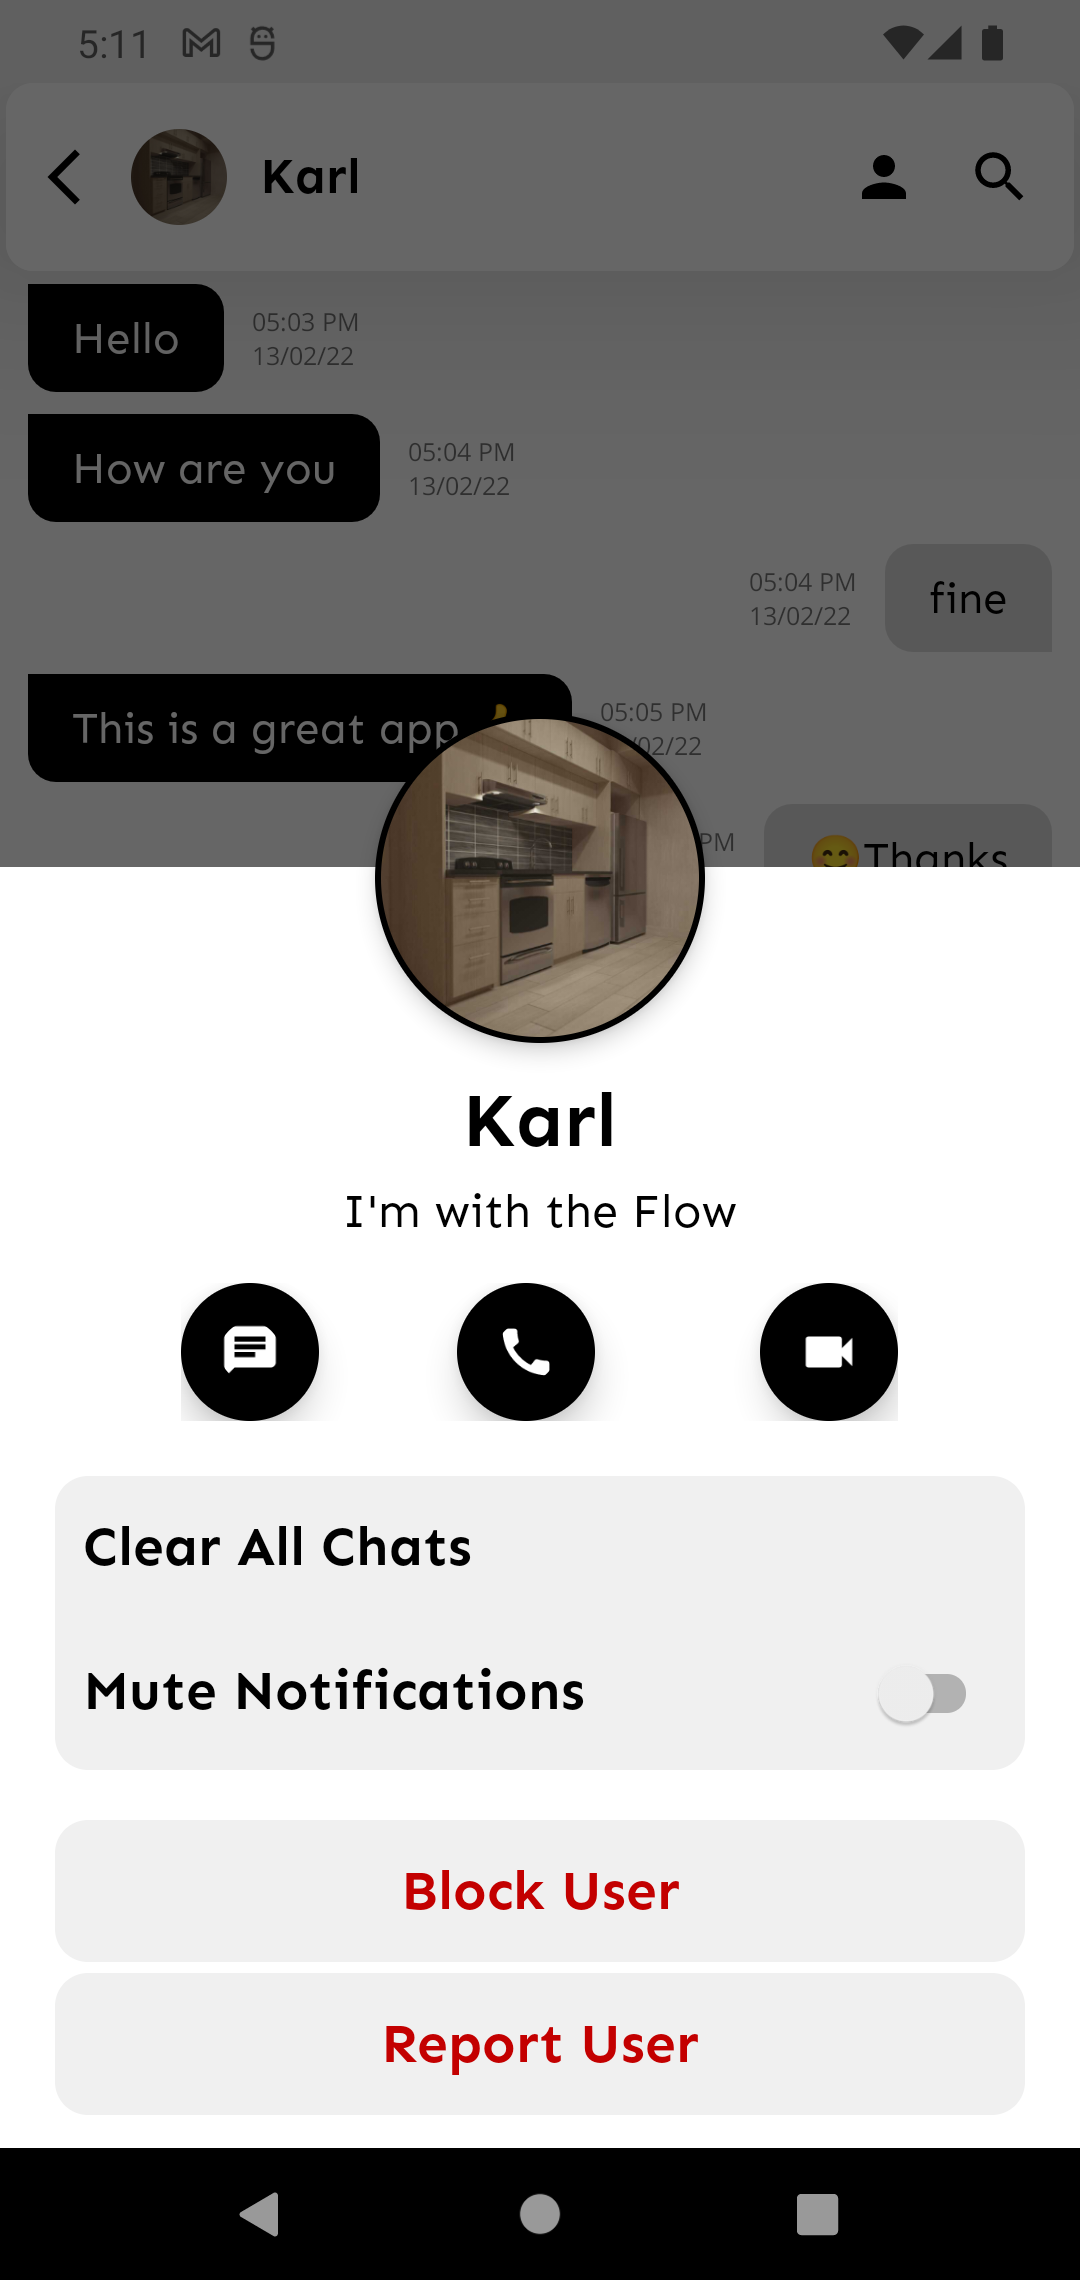 5:11
Karl
Hello
05:03 PM
13/02/22
How are you
05:04 PM
13/02/22
05:04 PM
13/02/22
fine
This is a great app
05:05 PM
/02/22
PM
😊Thanks
Karl
I'm with the Flow
Clear All Chats
Mute Notifications
Block User
Report User